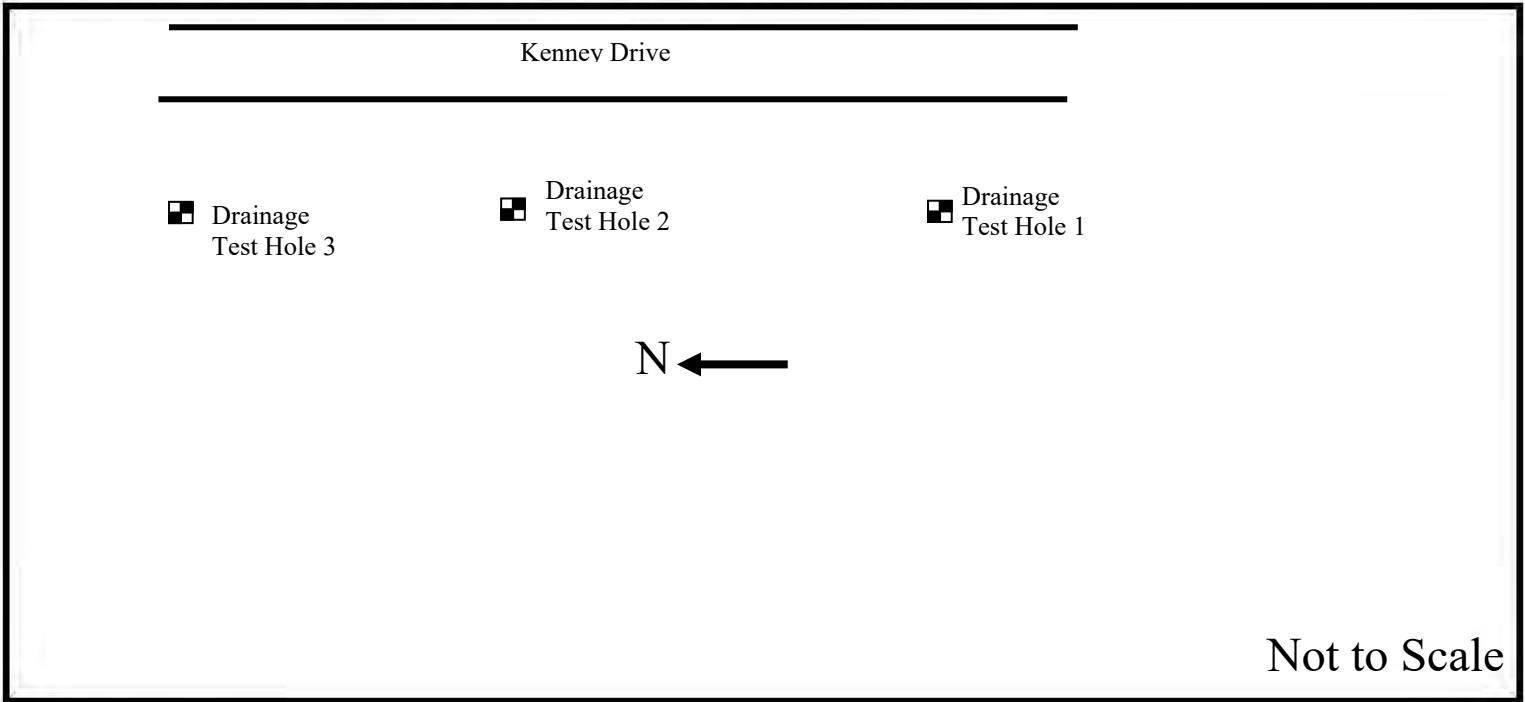 Kenney Drive
Drainage
Test Hole 3
Drainage
Test Hole 2
Drainage
Test Hole 1
N
Not to Scale